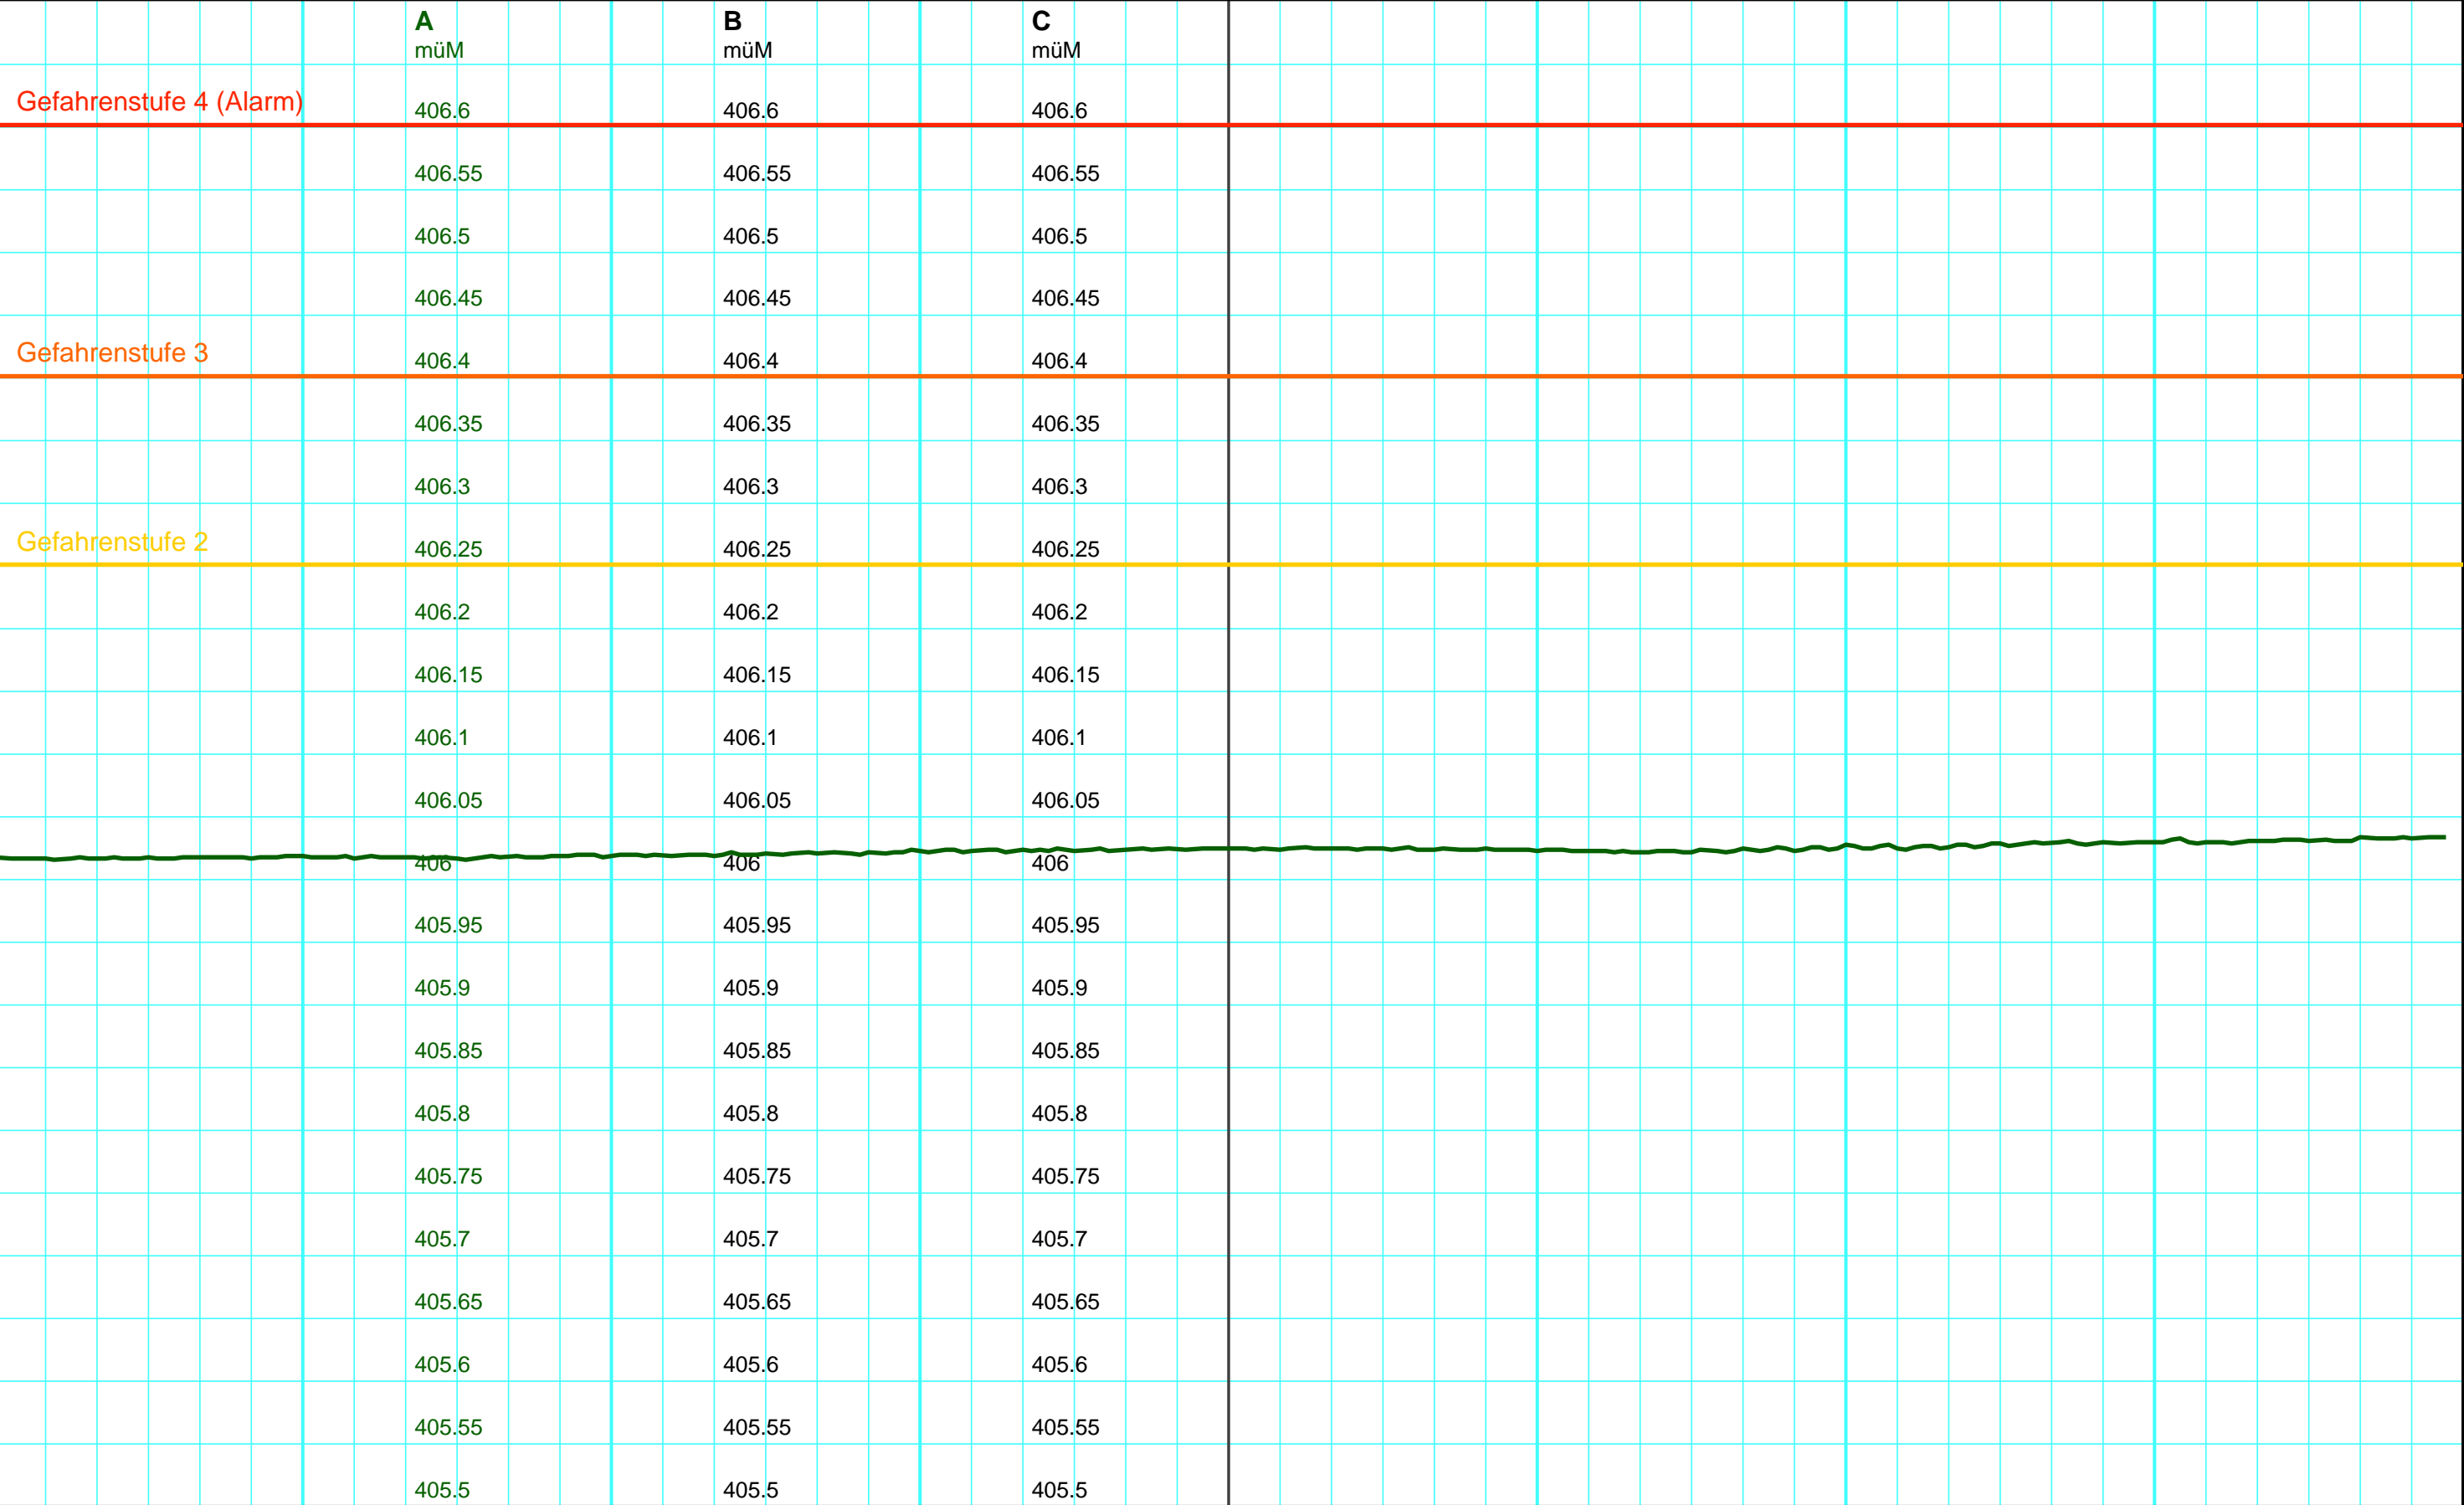 A B C
müM müM müM
Gefahrenstufe 4 (Alarm)
406.6 406.6 406.6
406.55 406.55 406.55
406.5 406.5 406.5
406.45 406.45 406.45
Gefahrenstufe 3
406.4 406.4 406.4
406.35 406.35 406.35
406.3 406.3 406.3
Gefahrenstufe 2
406.25 406.25 406.25
406.2 406.2 406.2
406.15 406.15 406.15
406.1 406.1 406.1
406.05 406.05 406.05
406 406 406
405.95 405.95 405.95
405.9 405.9 405.9
405.85 405.85 405.85
405.8 405.8 405.8
405.75 405.75 405.75
405.7 405.7 405.7
405.65 405.65 405.65
405.6 405.6 405.6
405.55 405.55 405.55
405.5 405.5 405.5